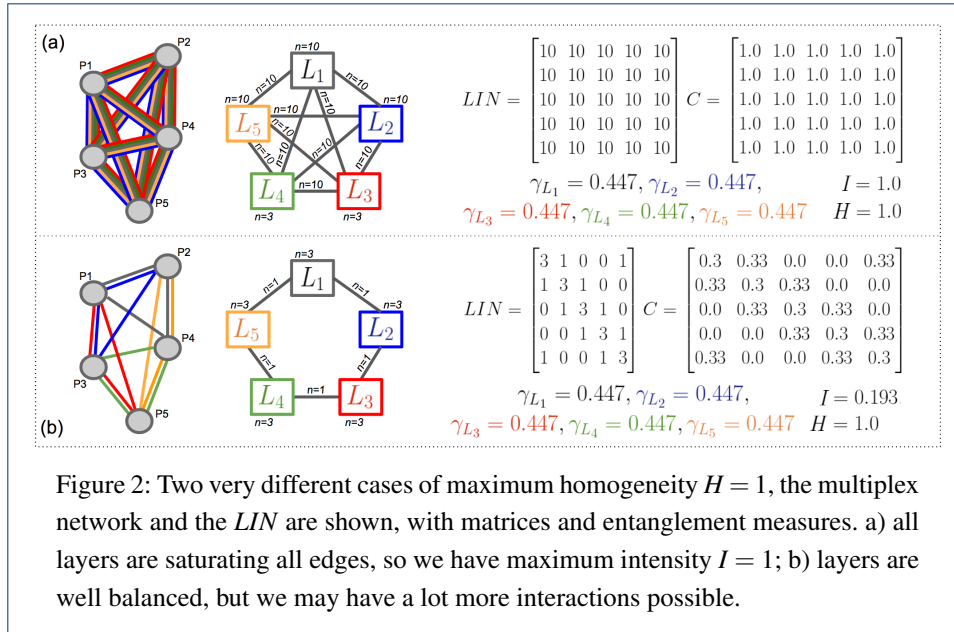 (a)
P2
P1
P4
P3
P5
n=10
L1
n=10 n=10
n=10 n=10
L5 n=10 L2
n=10 n=10
n=10 n=10 n=10 n=10
L4 n=10 L3
n=3 n=3
LIN = C =
10 10 10 10 10 1.0 1.0 1.0 1.0 1.0
10 10 10 10 10 1.0 1.0 1.0 1.0 1.0
10 10 10 10 10 1.0 1.0 1.0 1.0 1.0
10 10 10 10 10 1.0 1.0 1.0 1.0 1.0
10 10 10 10 10 1.0 1.0 1.0 1.0 1.0
γL1 = 0.447, γL2 = 0.447, I = 1.0
γL3 = 0.447, γL4 = 0.447, γL5 = 0.447 H = 1.0
(b)
P2
P1
P4
P3
P5
n=3
L1
n=1 n=1
n=3 n=3
L5 L2
n=1 n=1
L4 n=1 L3
n=3 n=3
LIN = C =
3 1 0 0 1 0.3 0.33 0.0 0.0 0.33
1 3 1 0 0 0.33 0.3 0.33 0.0 0.0
0 1 3 1 0 0.0 0.33 0.3 0.33 0.0
0 0 1 3 1 0.0 0.0 0.33 0.3 0.33
1 0 0 1 3 0.33 0.0 0.0 0.33 0.3
γL1 = 0.447, γL2 = 0.447, I = 0.193
γL3 = 0.447, γL4 = 0.447, γL5 = 0.447 H = 1.0
Figure 2: Two very different cases of maximum homogeneity H = 1, the multiplex
network and the LIN are shown, with matrices and entanglement measures. a) all
layers are saturating all edges, so we have maximum intensity I = 1; b) layers are
well balanced, but we may have a lot more interactions possible.